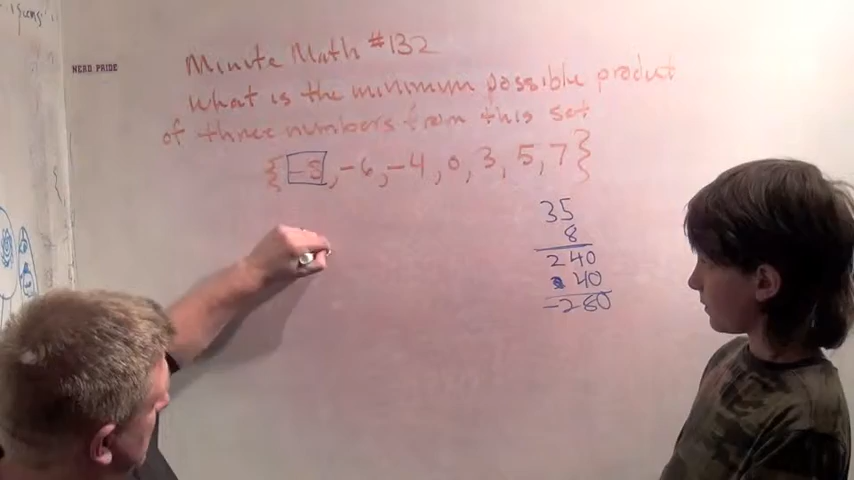 NERD PRIDE
Minute Math #132
What is the minimum possible product
of three numbers from this set
{-8, -6, -4, 0, 3, 5, 7}
35
8
240
40
-280